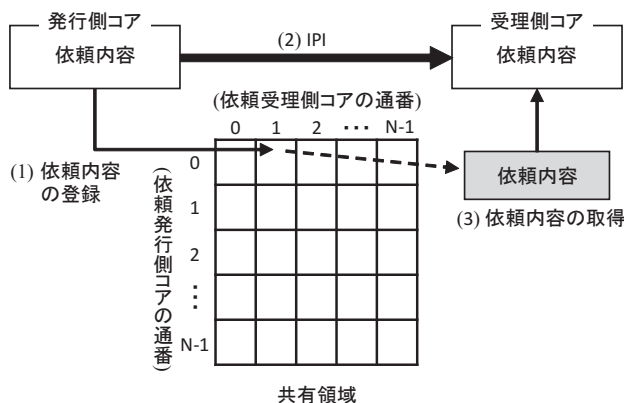 発行側コア
依頼内容
(2) IPI
受理側コア
依頼内容
(依頼受理側コアの通番)
0 1 2 ⋯ N-1
(1) 依頼内容
の登録
(依頼発行側コアの通番)
0
1
2
⋮
N-1
依頼内容
(3) 依頼内容の取得
共有領域